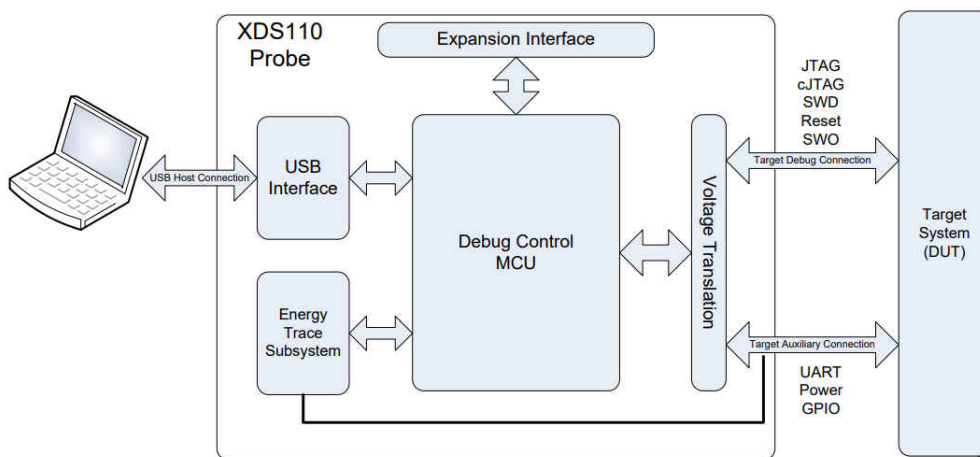 XDS110
Probe
Expansion Interface
USB Host Connection
USB
Interface
Debug Control
MCU
Energy
Trace
Subsystem
Voltage Translation
JTAG
cJTAG
SWD
Reset
SWO
Target Debug Connection
Target Auxiliary Connection
UART
Power
GPIO
Target
System
(DUT)